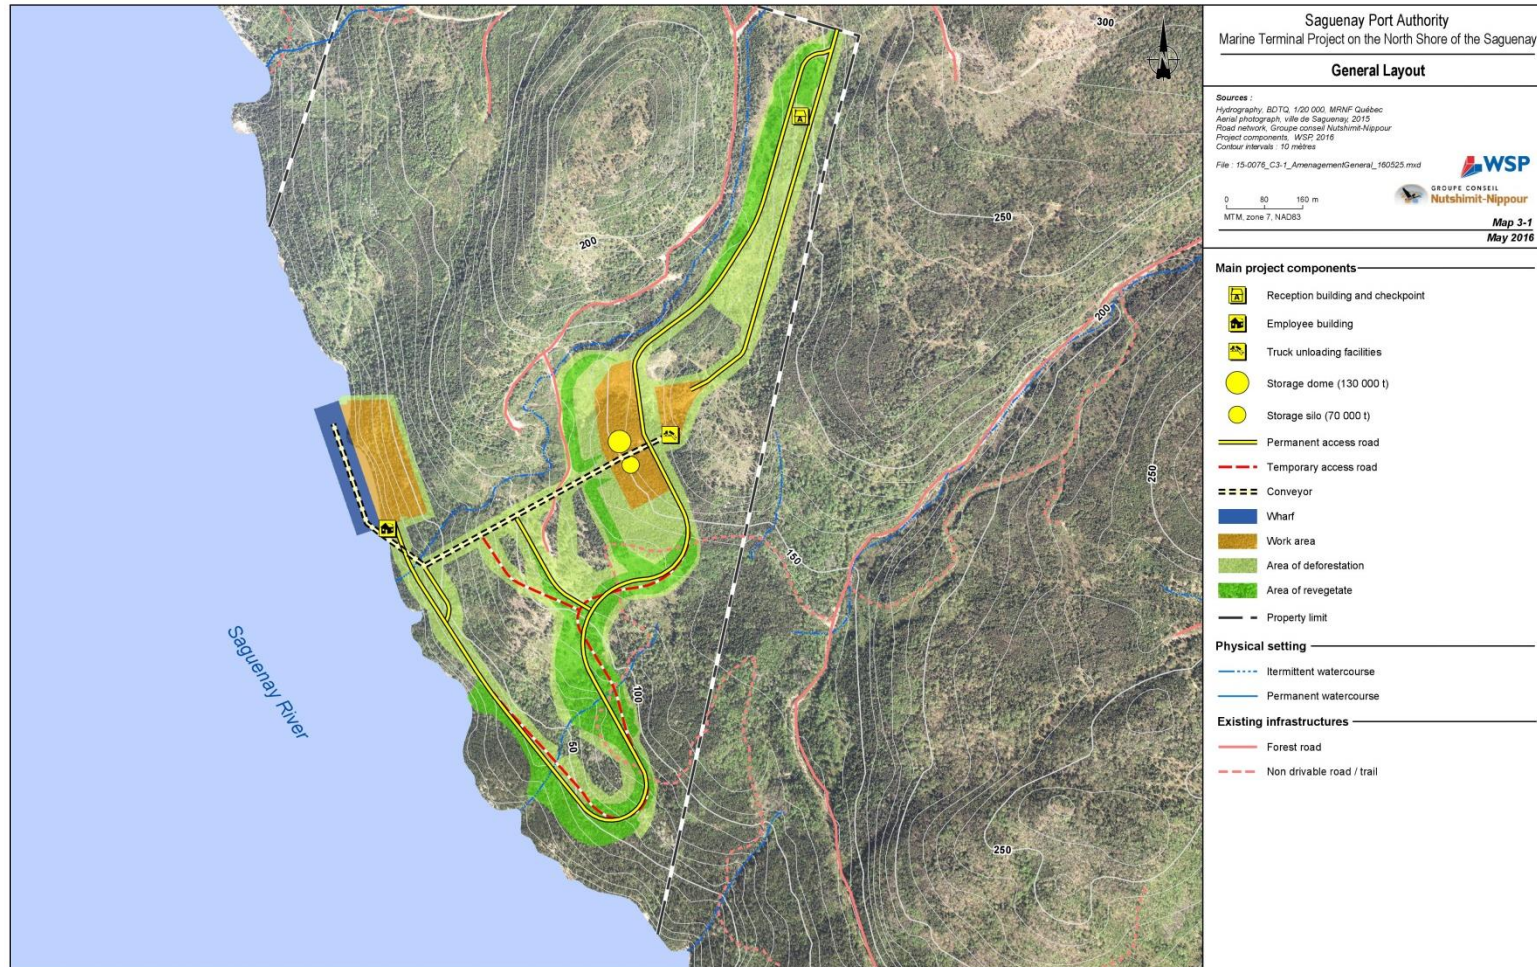 Saguenay Port Authority
Marine Terminal Project on the North Shore of the Saguenay
General Layout
Sources :
Hydrography, BDTQ, 1/20 000, MRNF Québec
Aerial photograph, ville de Saguenay, 2015
Road network, Groupe conseil Nutshimit-Nippour
Project components, WSP, 2016
Contour intervals : 10 mètres
File : 15-0076_C3-1_AmenagementGeneral_160525.mxd
WSP
GROUPE CONSEIL
Nutshimit-Nippour
0 80 160 m
MTM, zone 7, NAD83
Map 3-1
May 2016
Main project components
Reception building and checkpoint
Employee building
Truck unloading facilities
Storage dome (130 000 t)
Storage silo (70 000 t)
Permanent access road
Temporary access road
Conveyor
Wharf
Work area
Area of deforestation
Area of revegetate
Property limit
Physical setting
Itermittent watercourse
Permanent watercourse
Existing infrastructures
Forest road
Non drivable road / trail
300
250
200
200
250
150
100
50
250
Saguenay River